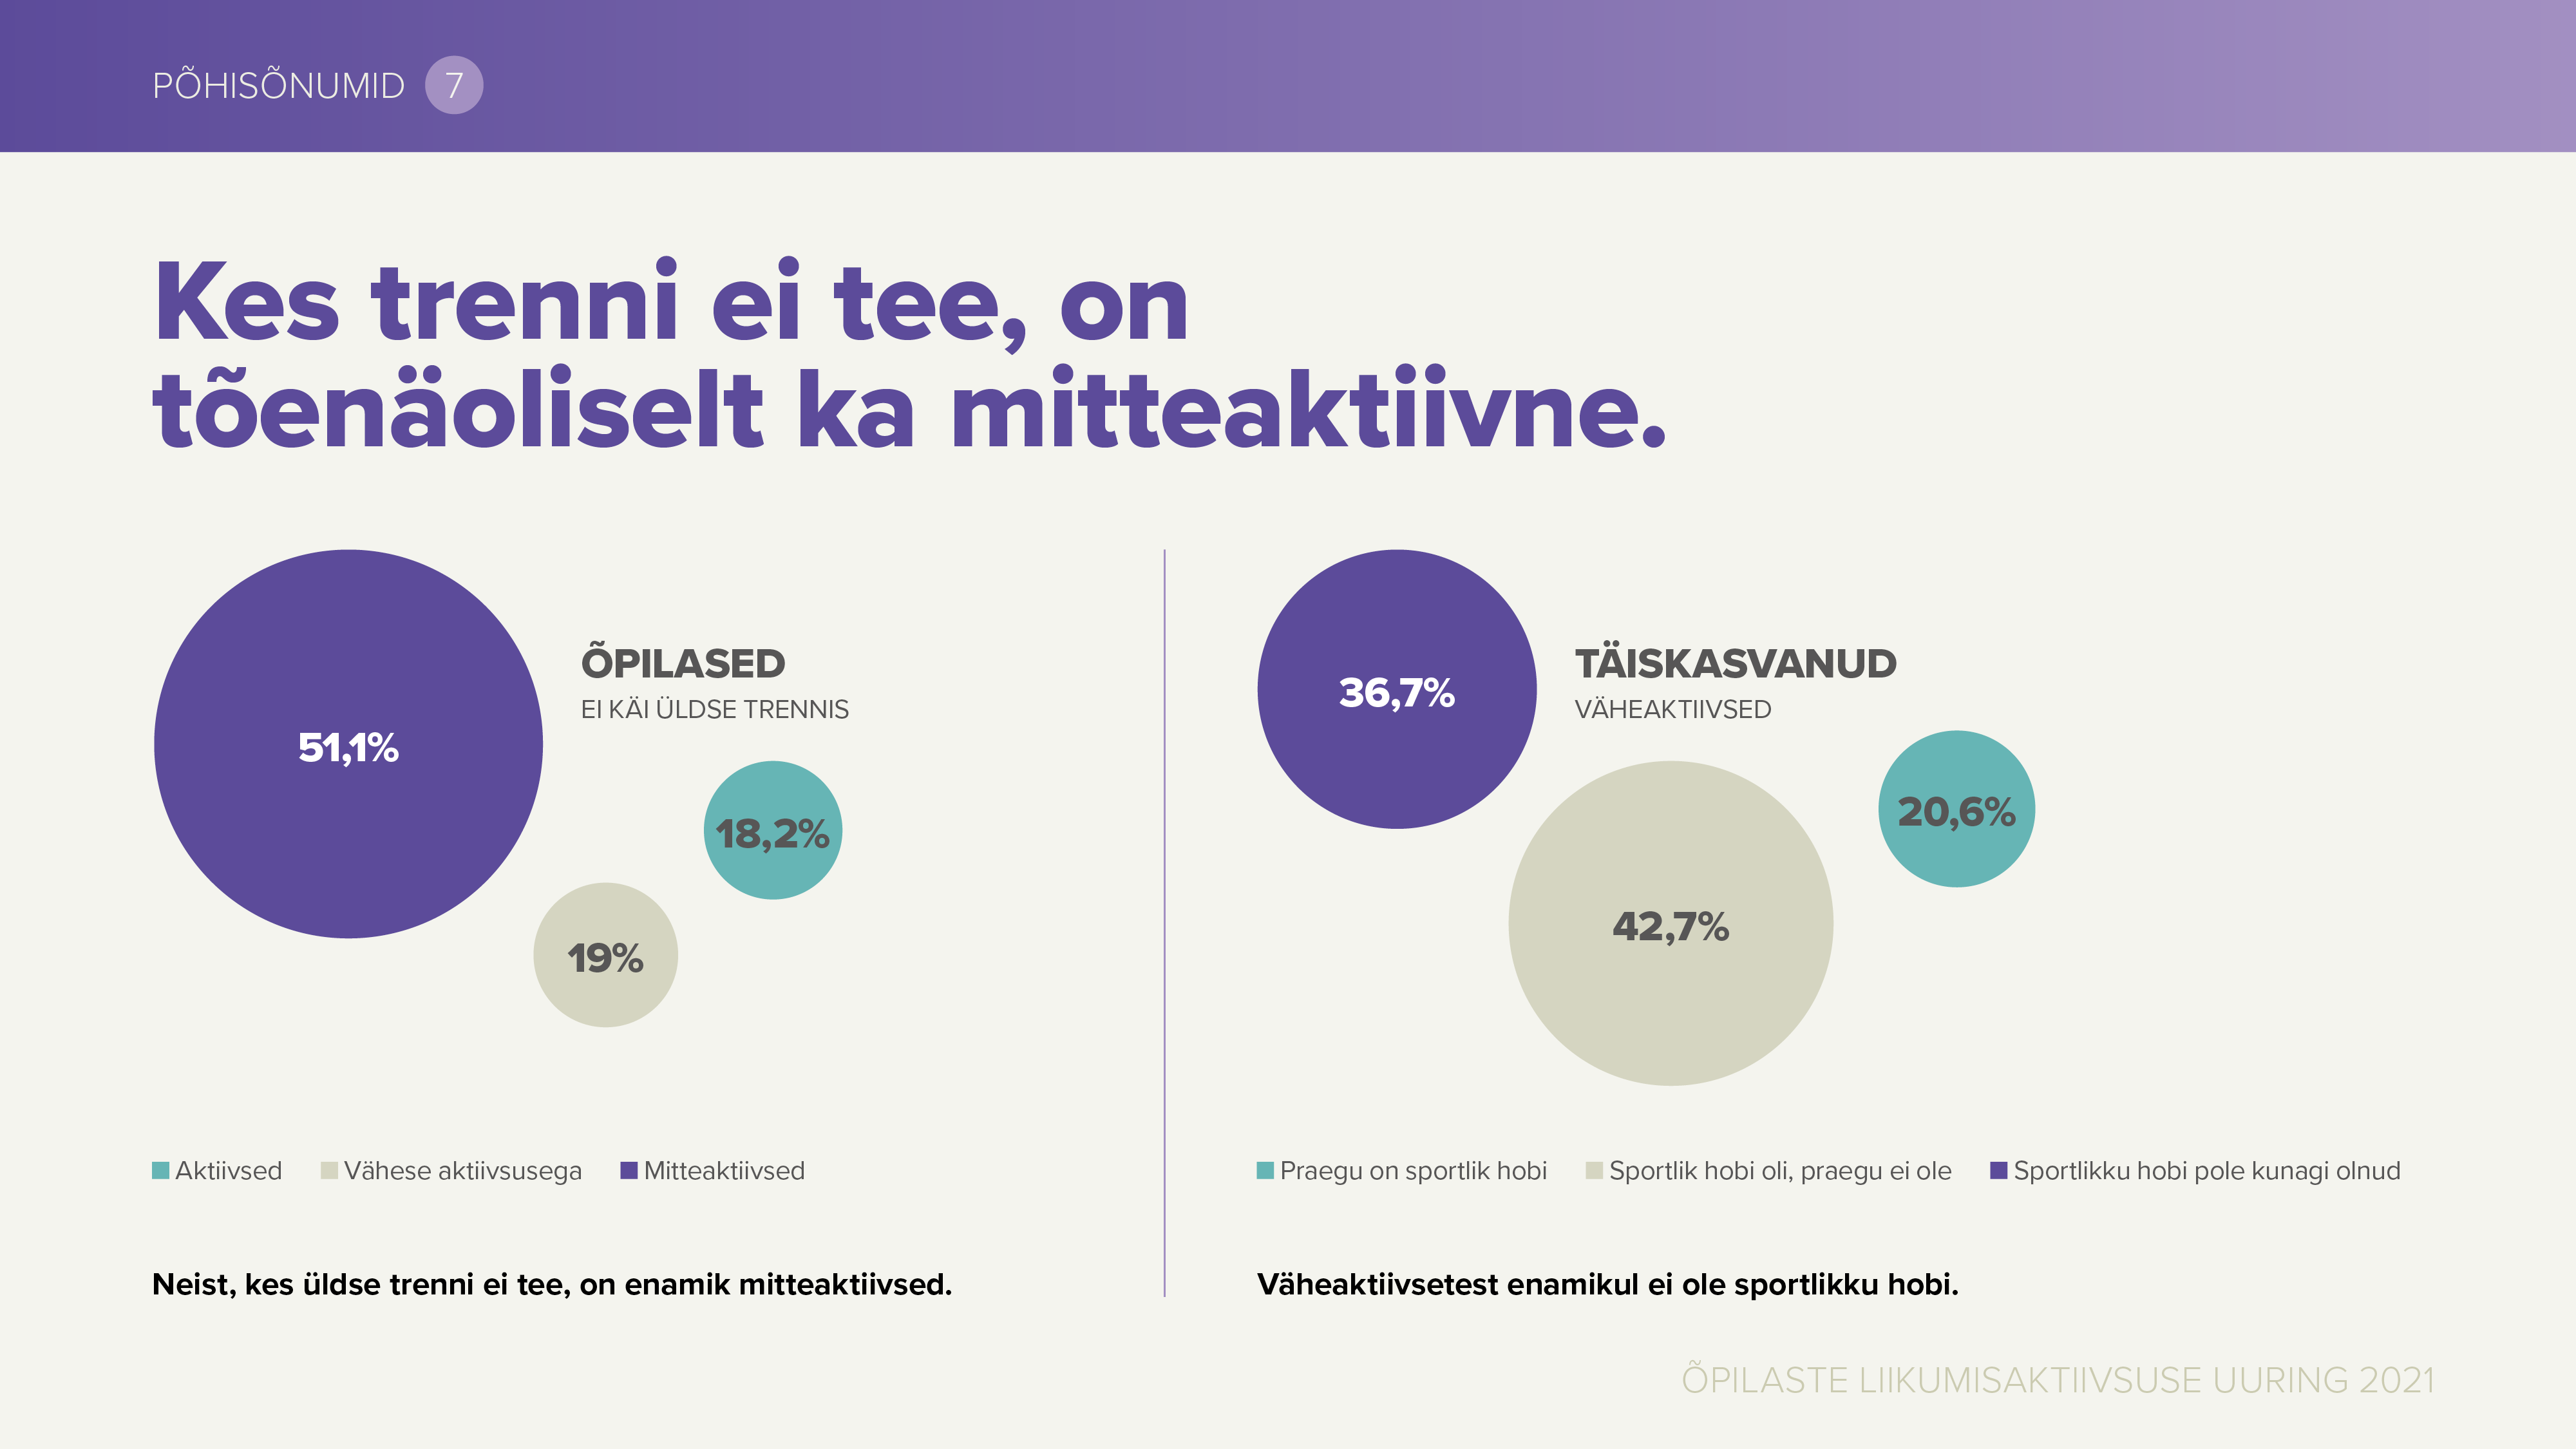 PÕHISÕNUMID 7
Kes trenni ei tee, on
tõenäoliselt ka mitteaktiivne.
51,1%
ÕPILASED
EI KÄI ÜLDSE TRENNIS
18,2%
19%
Aktiivsed Vähese aktiivsusega Mitteaktiivsed
Neist, kes üldse trenni ei tee, on enamik mitteaktiivsed.
36,7%
TÄISKASVANUD
VÄHEAKTIIVSED
20,6%
42,7%
Praegu on sportlik hobi Sportlik hobi oli, praegu ei ole Sportlikku hobi pole kunagi olnud
Väheaktiivsetest enamikul ei ole sportlikku hobi.
ÕPILASTE LIIKUMISAKTIIVSUSE UURING 2021